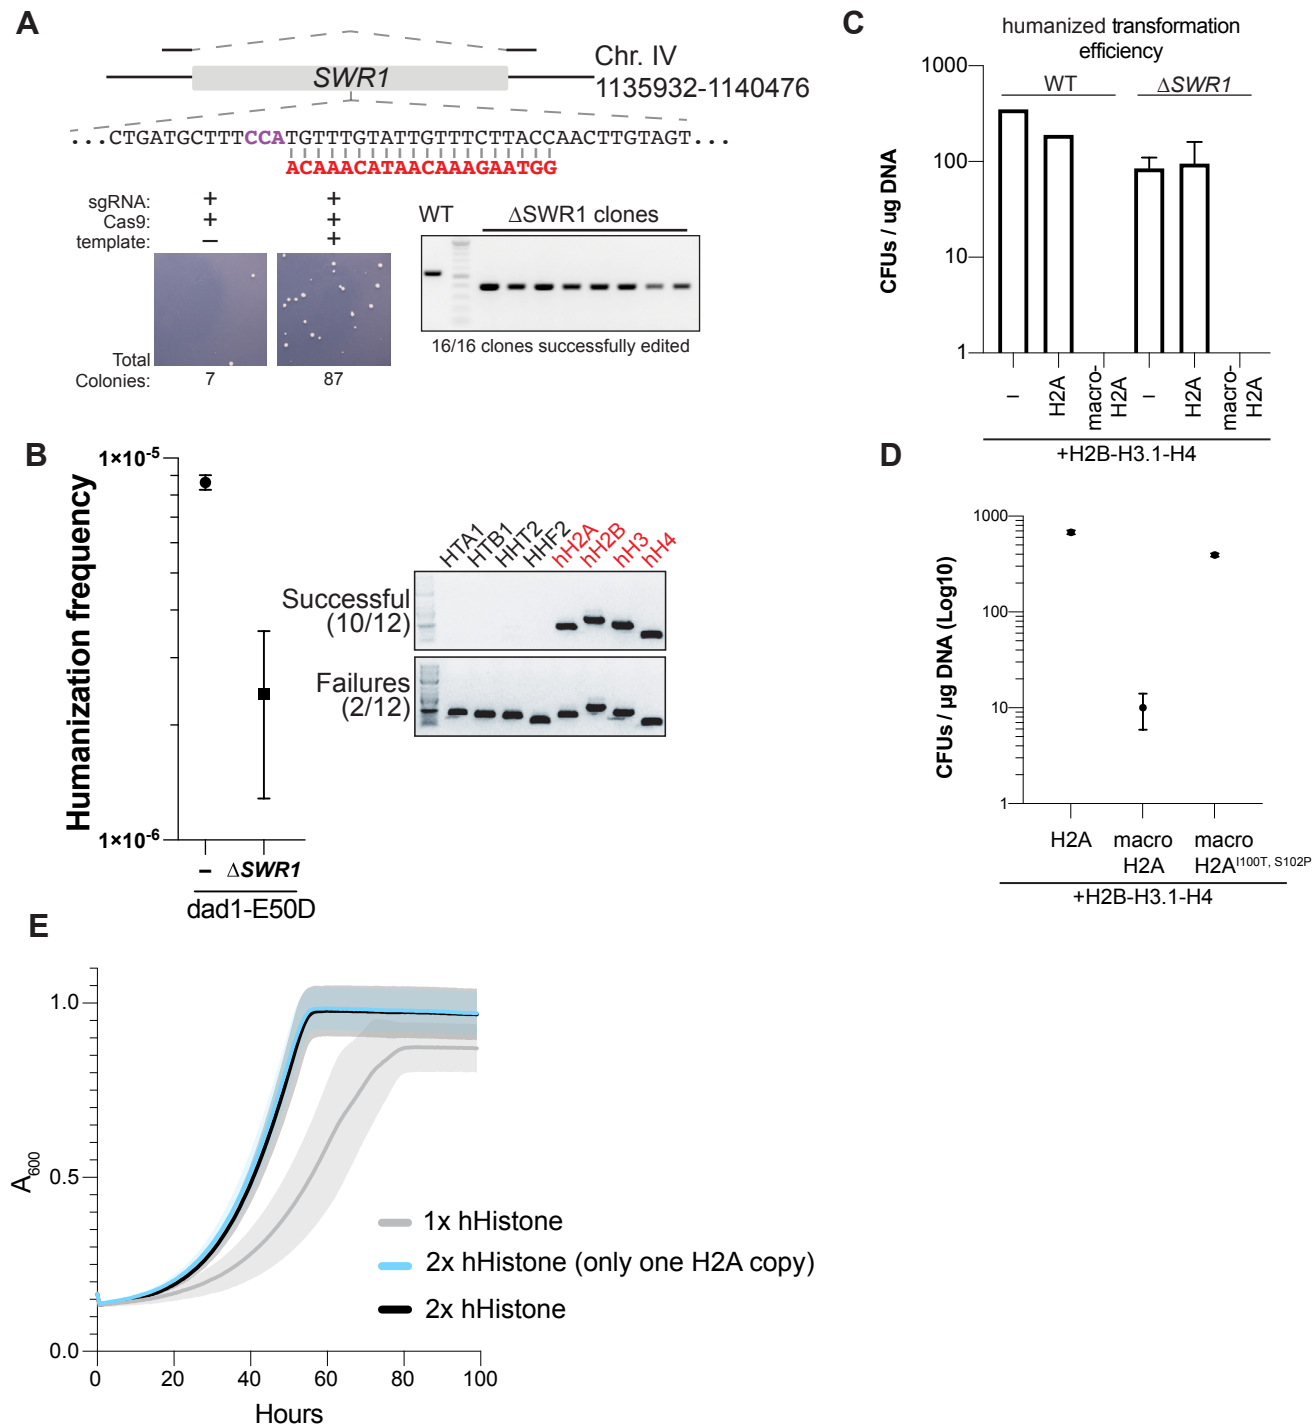 A
SWR1
Chr. IV
1135932-1140476
...CTGATGCTTTCCATGTTTGTATTGTTTCTTACCAACTTGTAGT...
ACAAACATAACAAAGAATGG
sgRNA: + +
Cas9: + +
template: – +
Total
Colonies: 7 87
WT ΔSWR1 clones
16/16 clones successfully edited
B
Humanization frequency
1×10-5
1×10-6
– ΔSWR1
dad1-E50D
HTA1 HTB1 HHT2 HHF2 hH2A hH2B hH3 hH4
Successful
(10/12)
Failures
(2/12)
C
humanized transformation
efficiency
WT ΔSWR1
CFUs / ug DNA
1000
100
10
1
– H2A macro-H2A – H2A macro-H2A
+H2B-H3.1-H4
D
CFUs / μg DNA (Log10)
1000
100
10
1
H2A macro macro
H2A H2A I100T, S102P
+H2B-H3.1-H4
E
A600
1.0
0.5
0.0
1x hHistone
2x hHistone (only one H2A copy)
2x hHistone
0 20 40 60 80 100
Hours